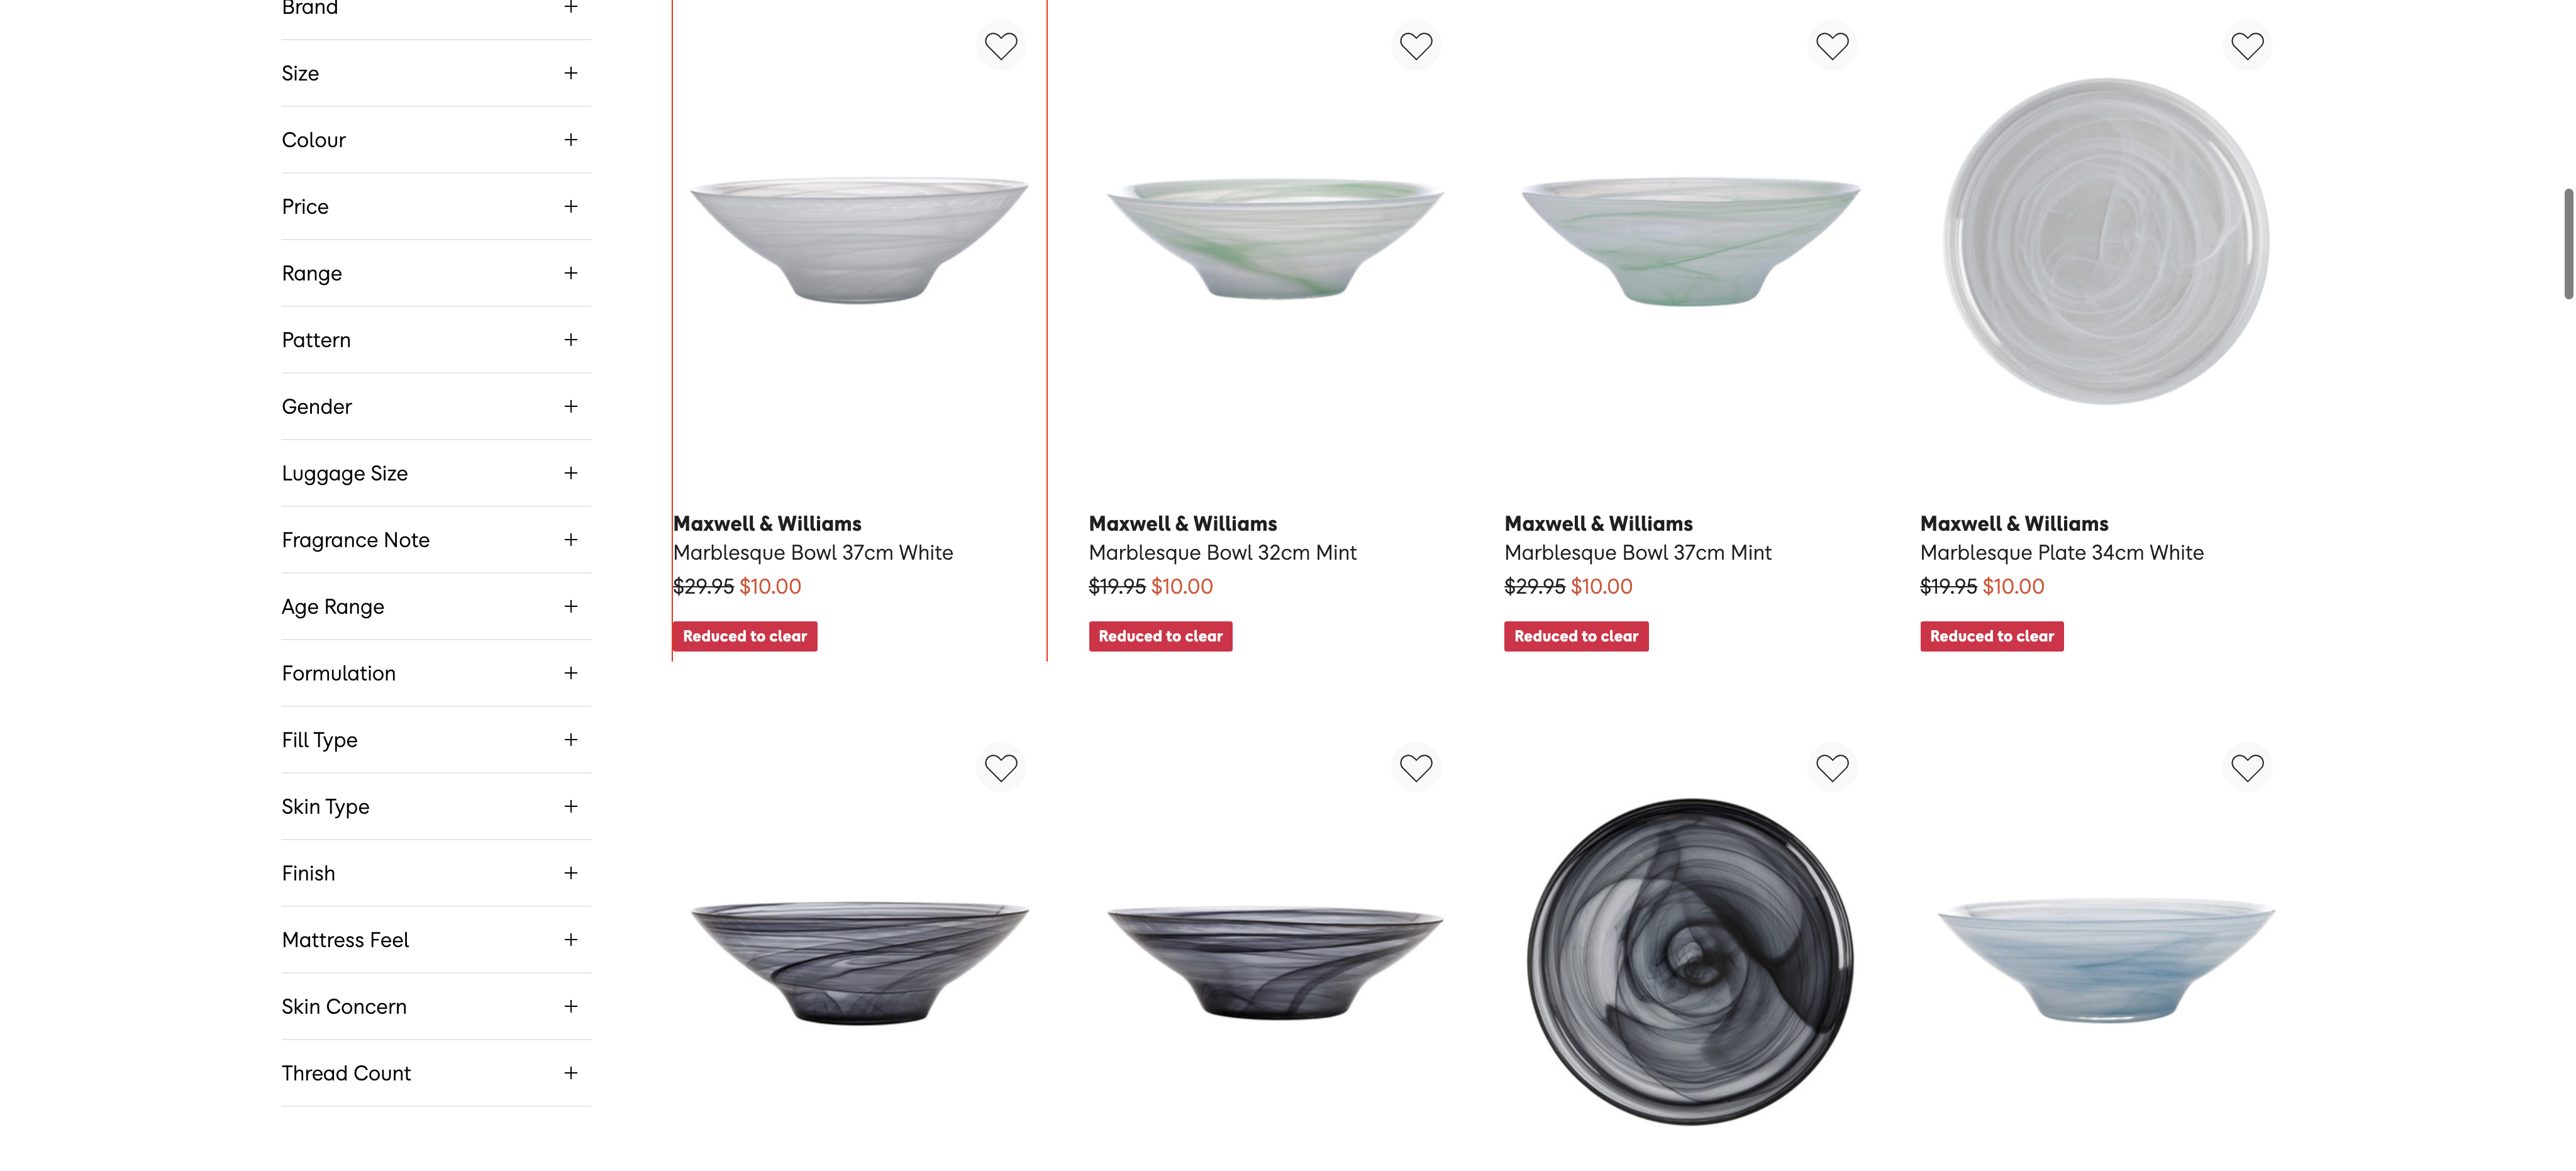 Brand
Size
Colour
Price
Range
Pattern
Gender
Luggage Size
Fragrance Note
Age Range
Formulation
Fill Type
Skin Type
Finish
Mattress Feel
Skin Concern
Thread Count
Maxwell & Williams
Marblesque Bowl 37cm White
$29.95 $10.00
Reduced to clear
Maxwell & Williams
Marblesque Bowl 32cm Mint
$19.95 $10.00
Reduced to clear
Maxwell & Williams
Marblesque Bowl 37cm Mint
$29.95 $10.00
Reduced to clear
Maxwell & Williams
Marblesque Plate 34cm White
$19.95 $10.00
Reduced to clear